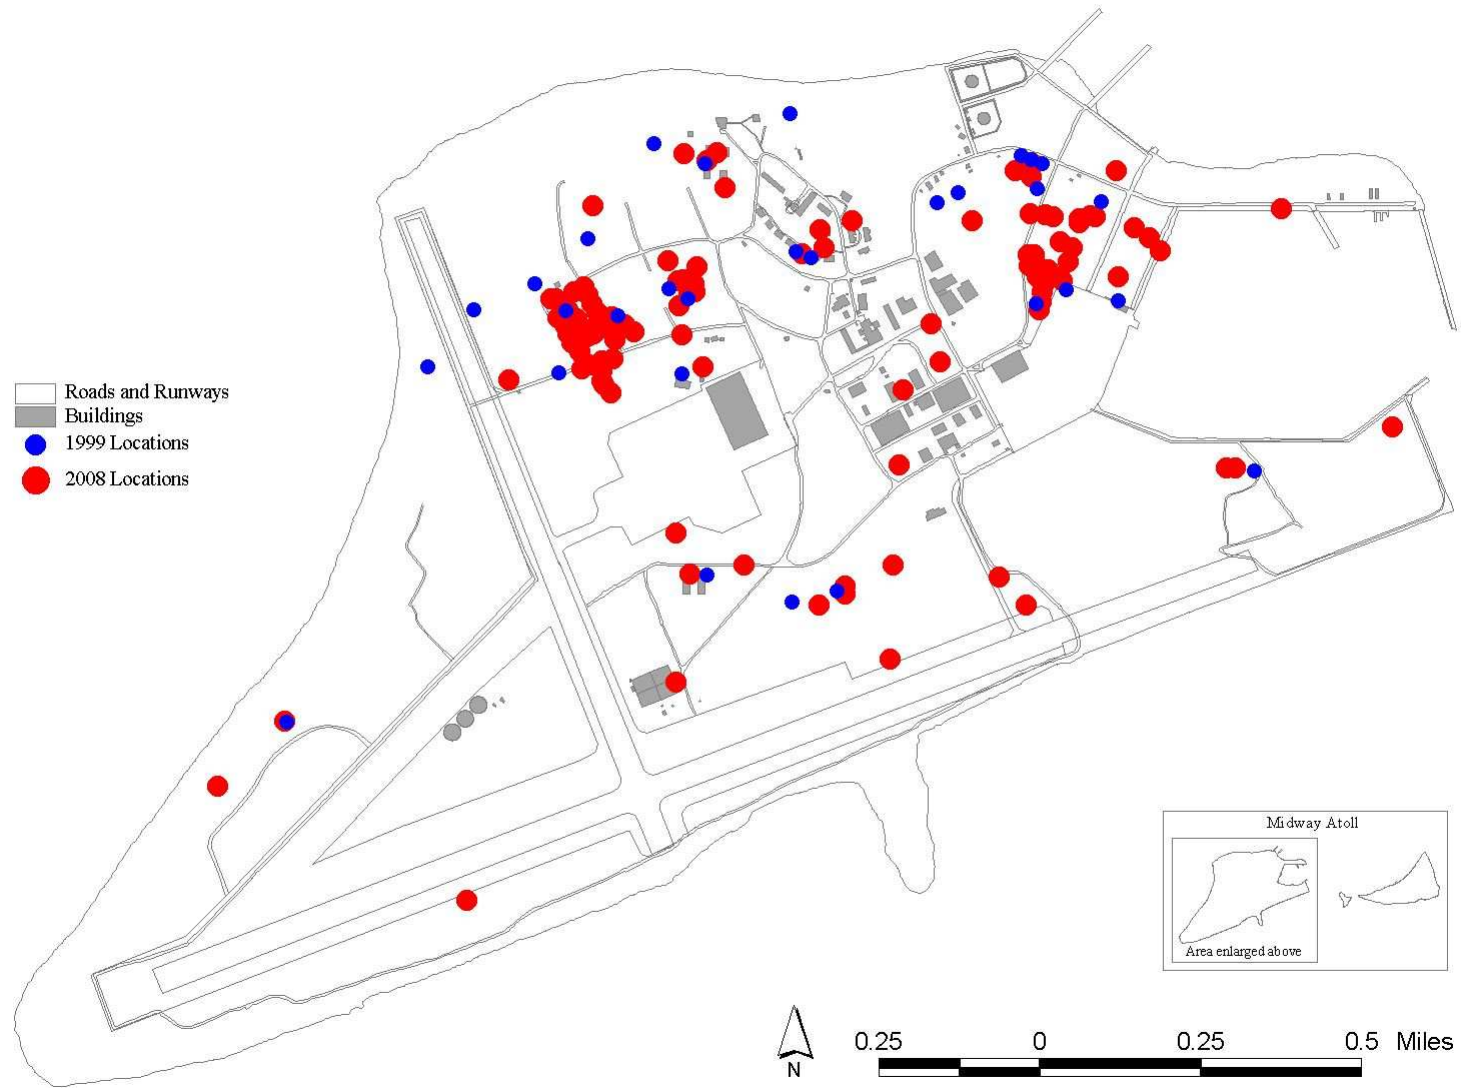 Roads and Runways
Buildings
1999 Locations
2008 Locations
Midway Atoll
Area enlarged above
N
0.25 0 0.25 0.5 Miles